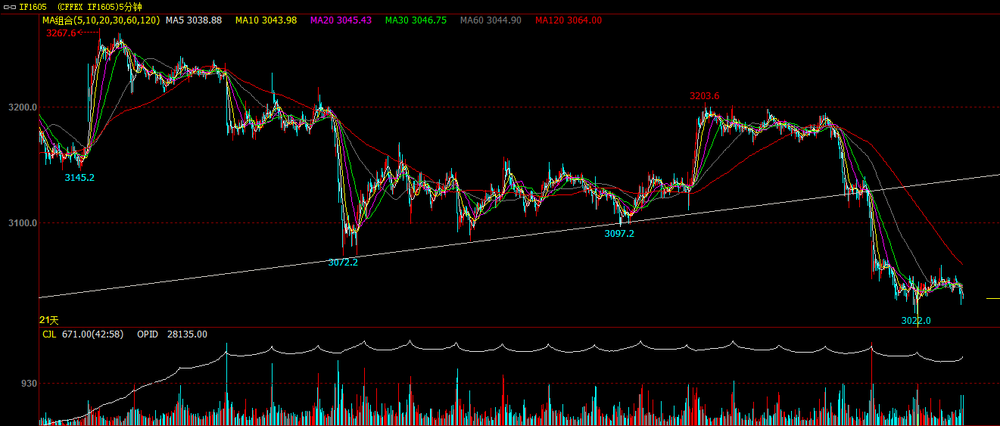 IF1605 (CFFEX IF1605)5分钟
MA组合(5,10,20,30,60,120) MA5 3038.88 MA10 3043.98 MA20 3045.43 MA30 3046.75 MA60 3044.90 MA120 3064.00
3267.6
3200.0
3203.6
3145.2
3100.0
3097.2
3072.2
21天
3022.0
CJL 671.00(42:58) OPID 28135.00
930